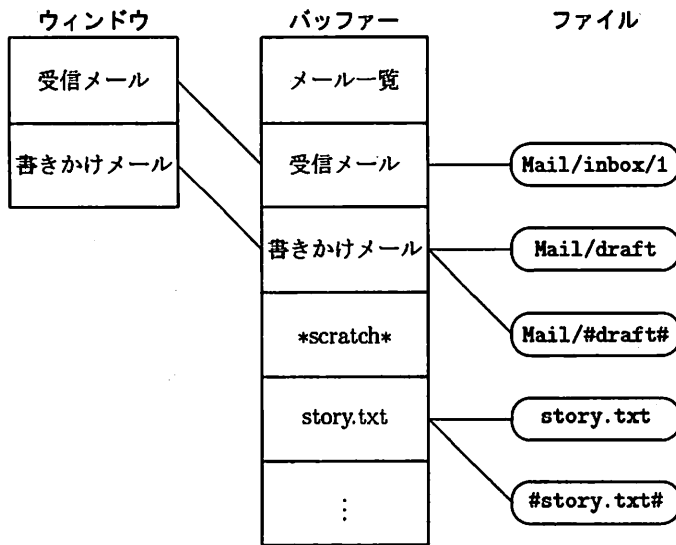 ウィンドウ
バッファー
ファイル
受信メール
メール一覧
書きかけメール
受信メール
Mail/inbox/1
書きかけメール
Mail/draft
*scratch*
Mail/#draft#
story.txt
story.txt
⋮
#story.txt#